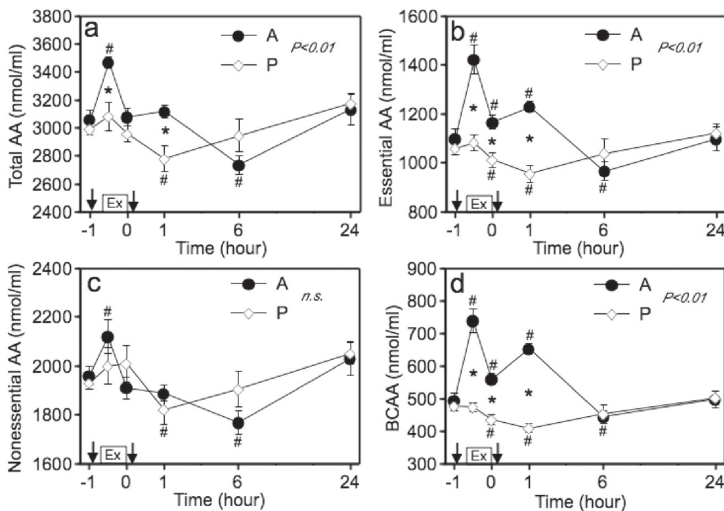 a
A
P
P<0.01
#
*
#
#
*
Total AA (nmol/ml)
3800
3600
3400
3200
3000
2800
2600
2400
Ex
-1 0 1 6 24
Time (hour)
b
A
P
P<0.01
#
#
#
*
*
*
#
#
#
Essential AA (nmol/ml)
1600
1400
1200
1000
800
Ex
-1 0 1 6 24
Time (hour)
c
A
P
n.s.
#
#
#
Nonessential AA (nmol/ml)
2400
2200
2000
1800
1600
Ex
-1 0 1 6 24
Time (hour)
d
A
P
P<0.01
#
#
#
*
*
*
#
#
#
BCAA (nmol/ml)
900
800
700
600
500
400
300
Ex
-1 0 1 6 24
Time (hour)